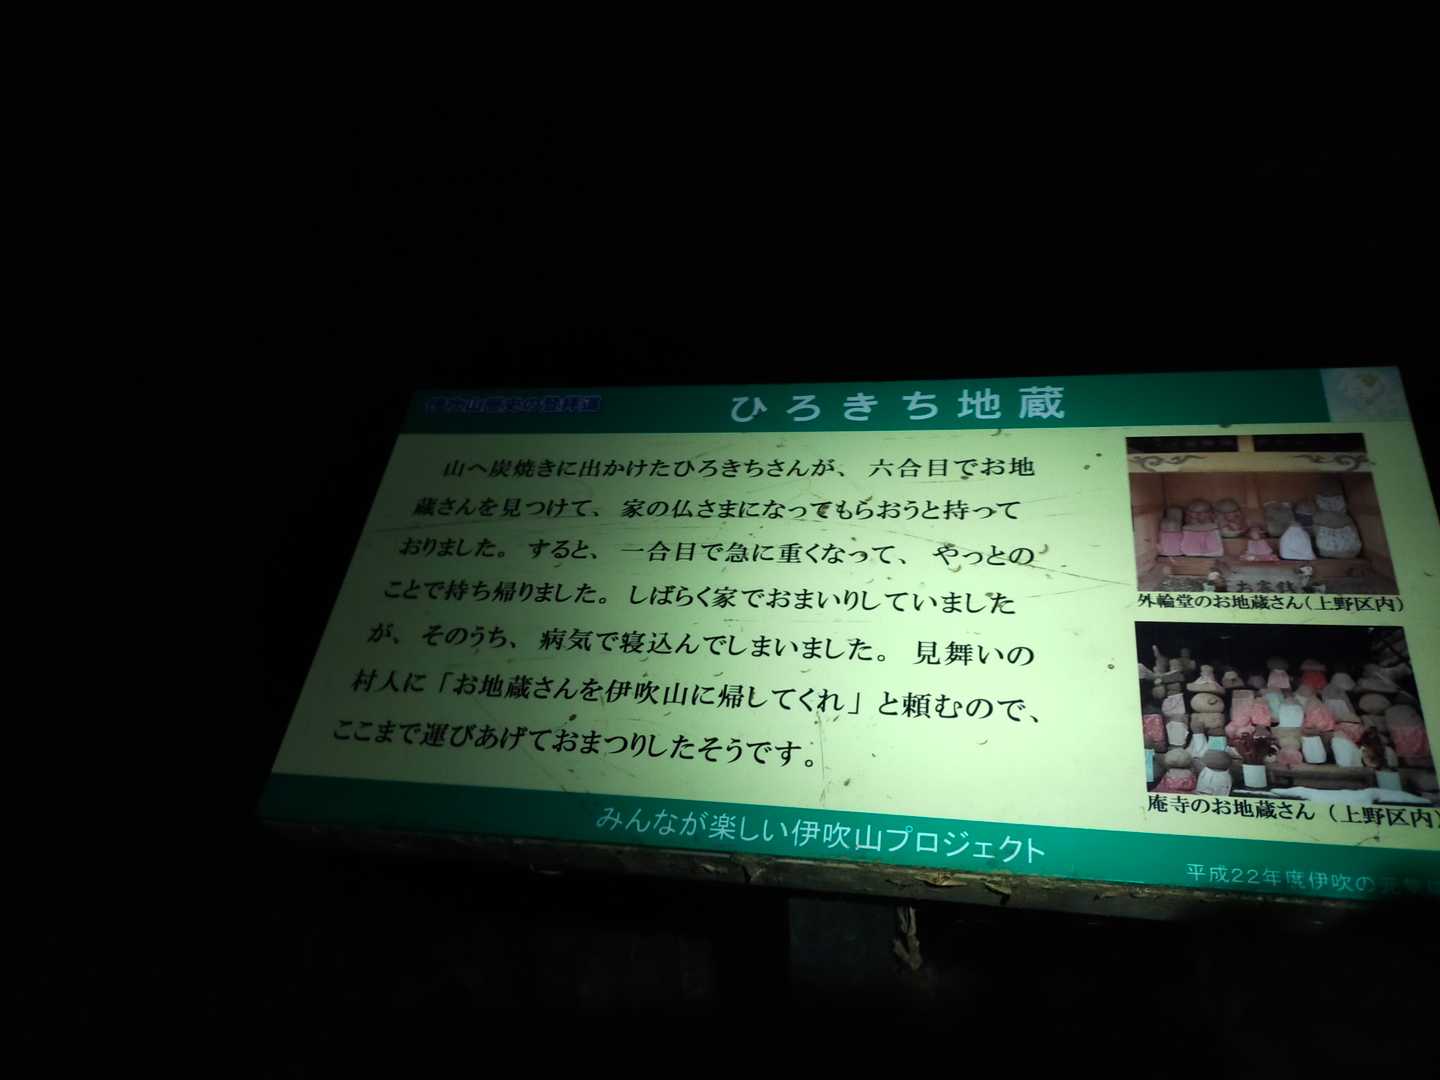 伊吹山歴史の登拝道
ひろきち地蔵
山へ炭焼きに出かけたひろきちさんが、六合目でお地
蔵さんを見つけて、家の仏さまになってもらおうと持って
おりました。すると、一合目で急に重くなって、やっとの
ことで持ち帰りました。しばらく家でおまいりしていました
が、そのうち、病気で寝込んでしまいました。見舞いの
村人に「お地蔵さんを伊吹山に帰してくれ」と頼むので、
ここまで運びあげておまつりしたそうです。
外輪堂のお地蔵さん（上野区内）
庵寺のお地蔵さん（上野区内）
みんなが楽しい伊吹山プロジェクト
平成22年度伊吹の